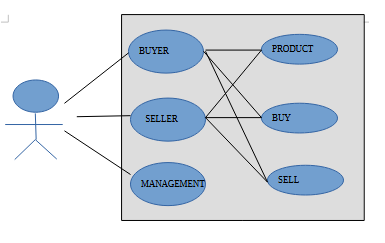 BUYER
PRODUCT
SELLER
BUY
MANAGEMENT
SELL